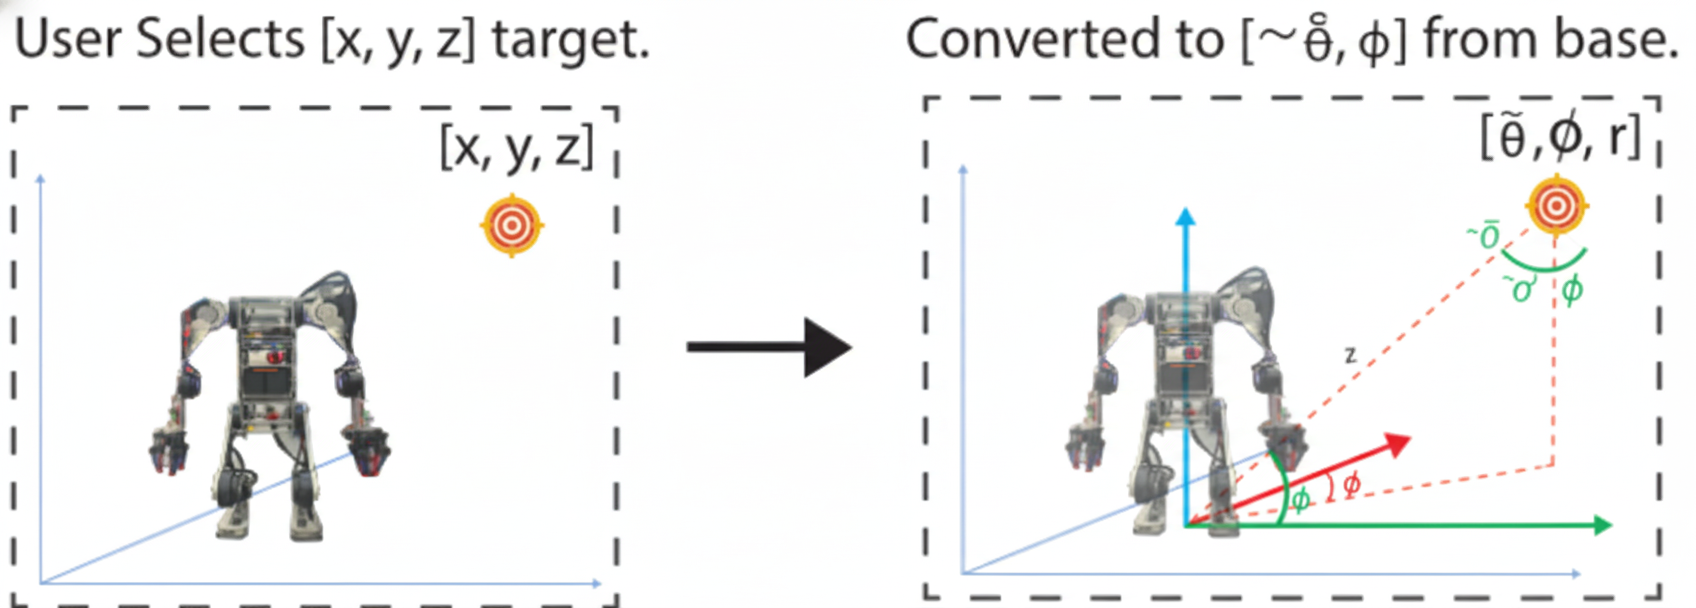 User Selects [x, y, z] target.
Converted to [~θ̊, ϕ] from base.
[x, y, z]
[θ̃, ϕ, r]
~ō
~o' ϕ
z
ϕ
ϕ